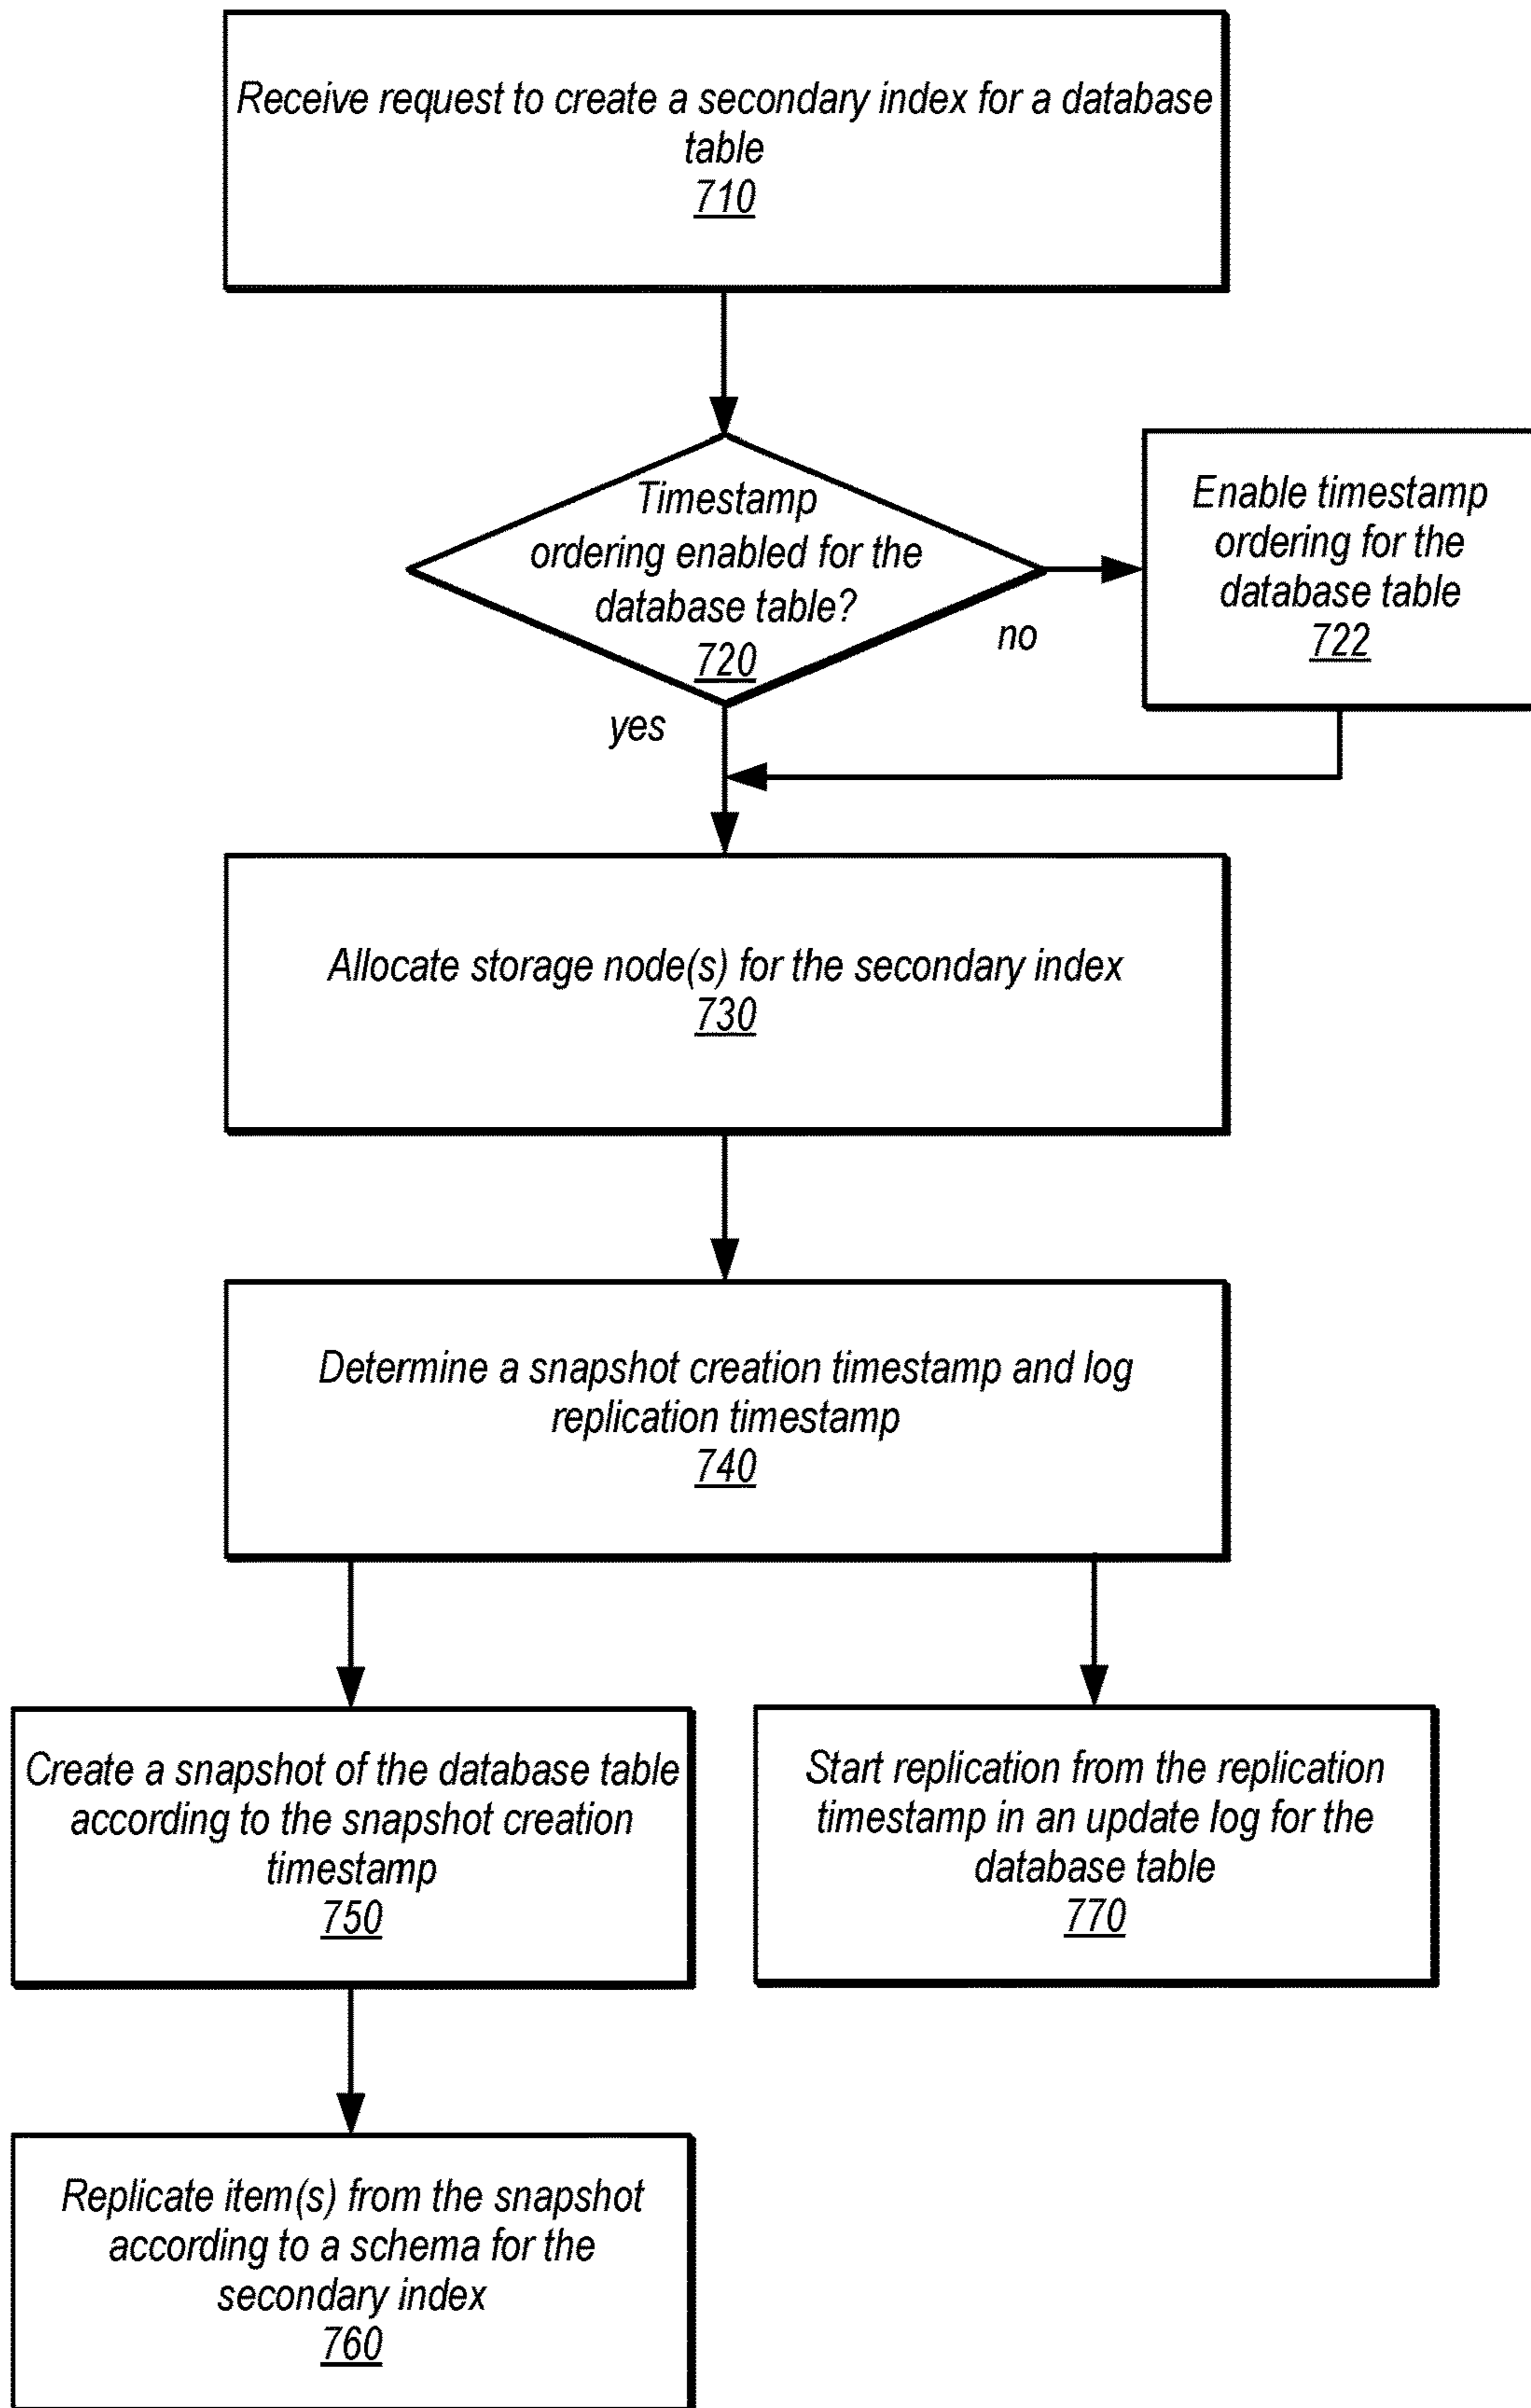 Receive request to create a secondary index for a database
table
710
Timestamp
ordering enabled for the
database table?
720
no
yes
Enable timestamp
ordering for the
database table
722
Allocate storage node(s) for the secondary index
730
Determine a snapshot creation timestamp and log
replication timestamp
740
Create a snapshot of the database table
according to the snapshot creation
timestamp
750
Start replication from the replication
timestamp in an update log for the
database table
770
Replicate item(s) from the snapshot
according to a schema for the
secondary index
760